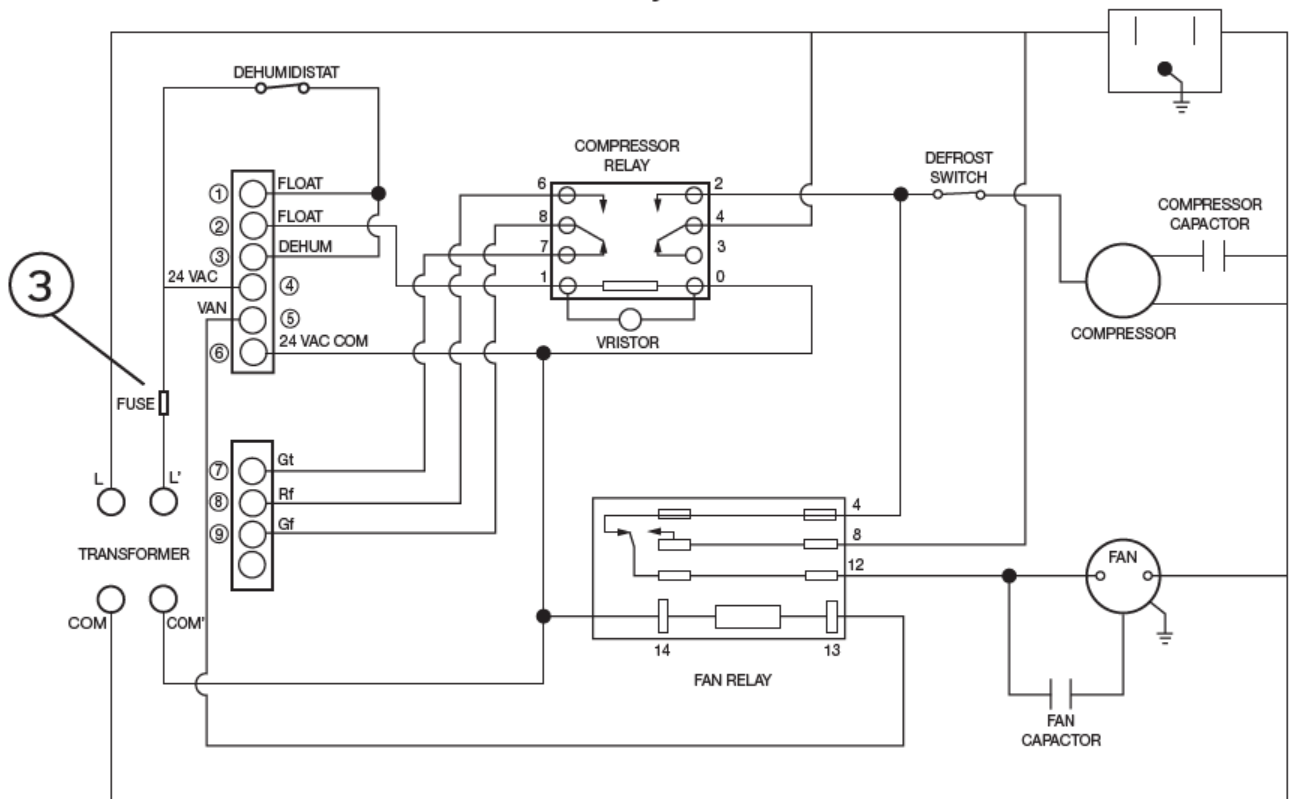 DEHUMIDISTAT
① FLOAT
② FLOAT
③ DEHUM
24 VAC ④
VAN ⑤
⑥ 24 VAC COM
3
FUSE
L
L'
TRANSFORMER
COM
COM'
⑦ Gt
⑧ Rf
⑨ Gf
COMPRESSOR
RELAY
6
2
8
4
7
3
1
0
VRISTOR
DEFROST
SWITCH
COMPRESSOR
CAPACTOR
COMPRESSOR
4
8
12
14
13
FAN RELAY
FAN
FAN
CAPACTOR